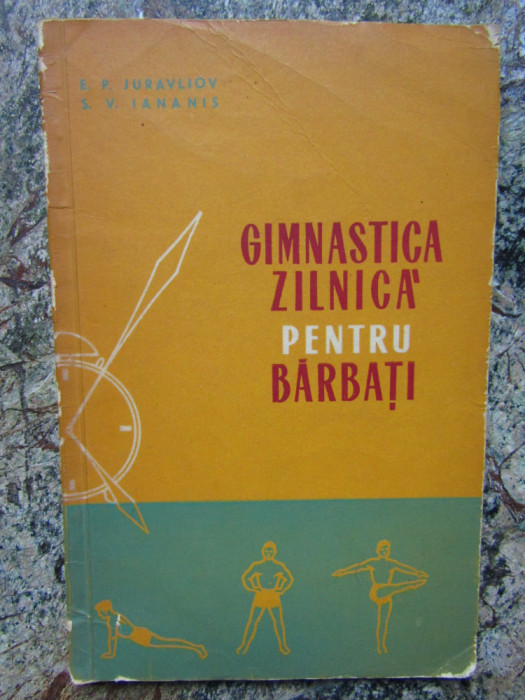 E. P. JURAVLIOV
S. V. IANANIS
GIMNASTICA
ZILNICĂ
PENTRU
BĂRBAȚI